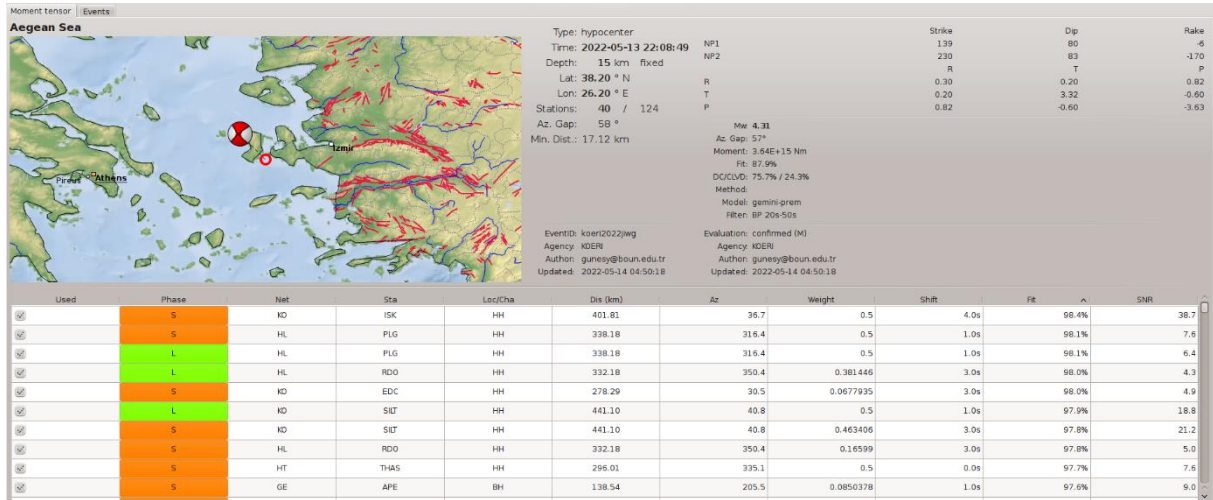 Moment tensor Events
Aegean Sea
Izmir
Pireus Athens
Type: hypocenter
Time: 2022-05-13 22:08:49
Depth: 15 km fixed
Lat: 38.20 ° N
Lon: 26.20 ° E
Stations: 40 / 124
Az. Gap: 58 °
Min. Dist.: 17.12 km
EventID: koeri2022jiwg
Agency: KOERI
Author: gunesy@boun.edu.tr
Updated: 2022-05-14 04:50:18
Strike Dip Rake
NP1 139 80 -6
NP2 230 83 -170
R T P
R 0.30 0.20 0.82
T 0.20 3.32 -0.60
P 0.82 -0.60 -3.63
Mw: 4.31
Az. Gap: 57°
Moment: 3.64E+15 Nm
Fit: 87.9%
DC/CLVD: 75.7% / 24.3%
Method:
Model: gemini-prem
Filter: BP 20s-50s
Evaluation: confirmed (M)
Agency: KOERI
Author: gunesy@boun.edu.tr
Updated: 2022-05-14 04:50:18
Used Phase Net Sta Loc/Cha Dis (km) Az Weight Shift Fit SNR
S KO ISK HH 401.81 36.7 0.5 4.0s 98.4% 38.7
S HL PLG HH 338.18 316.4 0.5 1.0s 98.1% 7.6
L HL PLG HH 338.18 316.4 0.5 1.0s 98.1% 6.4
L HL RDO HH 332.18 350.4 0.381446 3.0s 98.0% 4.3
S KO EDC HH 278.29 30.5 0.0677935 3.0s 98.0% 4.9
L KO SILT HH 441.10 40.8 0.5 1.0s 97.9% 18.8
S KO SILT HH 441.10 40.8 0.463406 3.0s 97.8% 21.2
S HL RDO HH 332.18 350.4 0.16599 3.0s 97.8% 5.0
S HT THAS HH 296.01 335.1 0.5 0.0s 97.7% 7.6
S GE APE BH 138.54 205.5 0.0850378 1.0s 97.6% 9.0